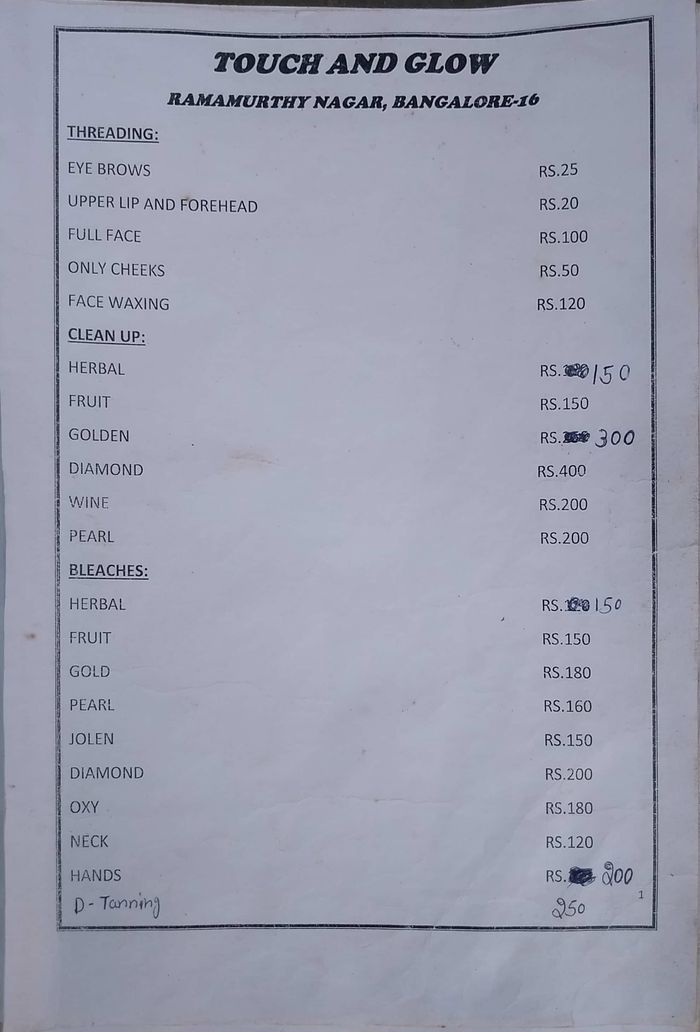 TOUCH AND GLOW
RAMAMURTHY NAGAR, BANGALORE-16
THREADING:
EYE BROWS RS.25
UPPER LIP AND FOREHEAD RS.20
FULL FACE RS.100
ONLY CHEEKS RS.50
FACE WAXING RS.120
CLEAN UP:
HERBAL RS. 150
FRUIT RS.150
GOLDEN RS. 300
DIAMOND RS.400
WINE RS.200
PEARL RS.200
BLEACHES:
HERBAL RS. 150
FRUIT RS.150
GOLD RS.180
PEARL RS.160
JOLEN RS.150
DIAMOND RS.200
OXY RS.180
NECK RS.120
HANDS RS. 200
D-Tanning 250
1